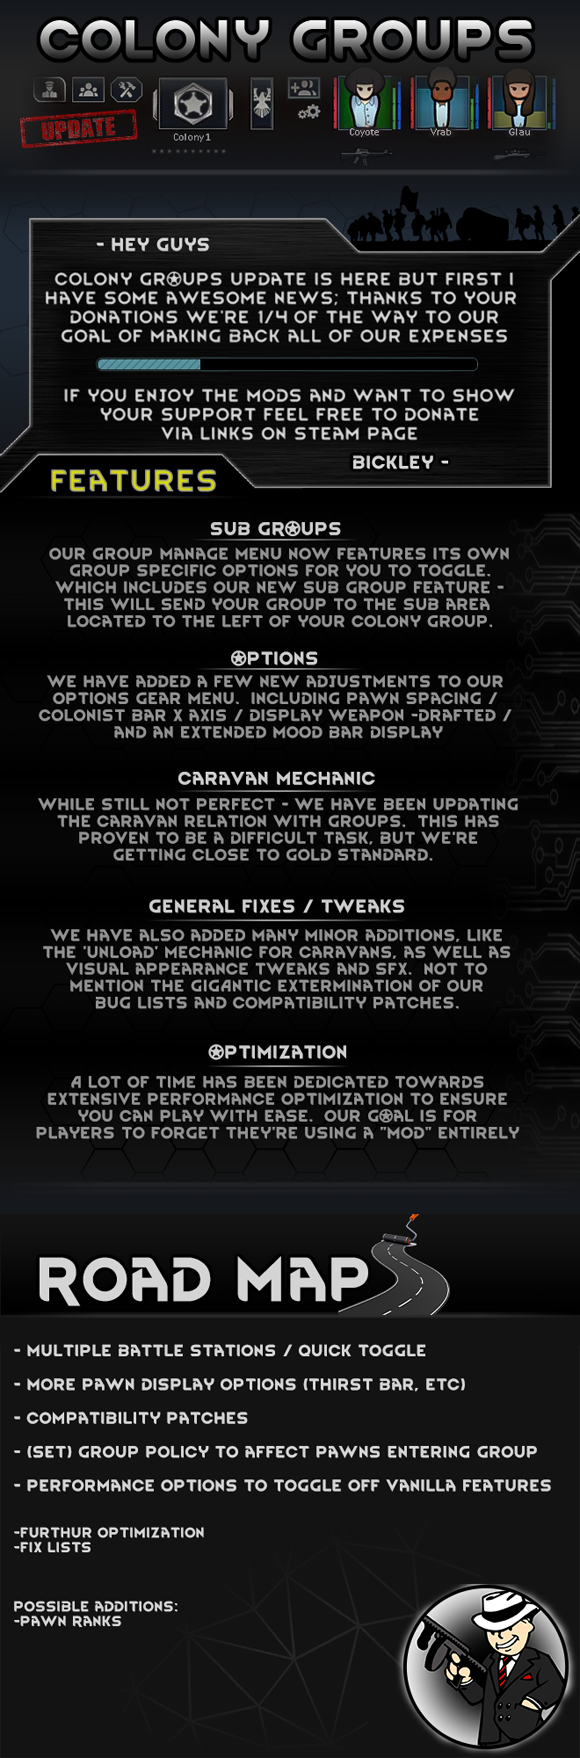 COLONY GROUPS
UPDATE
Colony1
Coyote
Vrab
Glau
- HEY GUYS
COLONY GROUPS UPDATE IS HERE BUT FIRST I
HAVE SOME AWESOME NEWS; THANKS TO YOUR
DONATIONS WE'RE 1/4 OF THE WAY TO OUR
GOAL OF MAKING BACK ALL OF OUR EXPENSES
IF YOU ENJOY THE MODS AND WANT TO SHOW
YOUR SUPPORT FEEL FREE TO DONATE
VIA LINKS ON STEAM PAGE
BICKLEY -
FEATURES
SUB GROUPS
OUR GROUP MANAGE MENU NOW FEATURES ITS OWN
GROUP SPECIFIC OPTIONS FOR YOU TO TOGGLE.
WHICH INCLUDES OUR NEW SUB GROUP FEATURE -
THIS WILL SEND YOUR GROUP TO THE SUB AREA
LOCATED TO THE LEFT OF YOUR COLONY GROUP.
OPTIONS
WE HAVE ADDED A FEW NEW ADJUSTMENTS TO OUR
OPTIONS GEAR MENU. INCLUDING PAWN SPACING /
COLONIST BAR X AXIS / DISPLAY WEAPON -DRAFTED /
AND AN EXTENDED MOOD BAR DISPLAY
CARAVAN MECHANIC
WHILE STILL NOT PERFECT - WE HAVE BEEN UPDATING
THE CARAVAN RELATION WITH GROUPS. THIS HAS
PROVEN TO BE A DIFFICULT TASK, BUT WE'RE
GETTING CLOSE TO GOLD STANDARD.
GENERAL FIXES / TWEAKS
WE HAVE ALSO ADDED MANY MINOR ADDITIONS, LIKE
THE 'UNLOAD' MECHANIC FOR CARAVANS, AS WELL AS
VISUAL APPEARANCE TWEAKS AND SFX. NOT TO
MENTION THE GIGANTIC EXTERMINATION OF OUR
BUG LISTS AND COMPATIBILITY PATCHES.
OPTIMIZATION
A LOT OF TIME HAS BEEN DEDICATED TOWARDS
EXTENSIVE PERFORMANCE OPTIMIZATION TO ENSURE
YOU CAN PLAY WITH EASE. OUR GOAL IS FOR
PLAYERS TO FORGET THEY'RE USING A "MOD" ENTIRELY
ROAD MAP
- MULTIPLE BATTLE STATIONS / QUICK TOGGLE
- MORE PAWN DISPLAY OPTIONS (THIRST BAR, ETC)
- COMPATIBILITY PATCHES
- (SET) GROUP POLICY TO AFFECT PAWNS ENTERING GROUP
- PERFORMANCE OPTIONS TO TOGGLE OFF VANILLA FEATURES
-FURTHUR OPTIMIZATION
-FIX LISTS
POSSIBLE ADDITIONS:
-PAWN RANKS